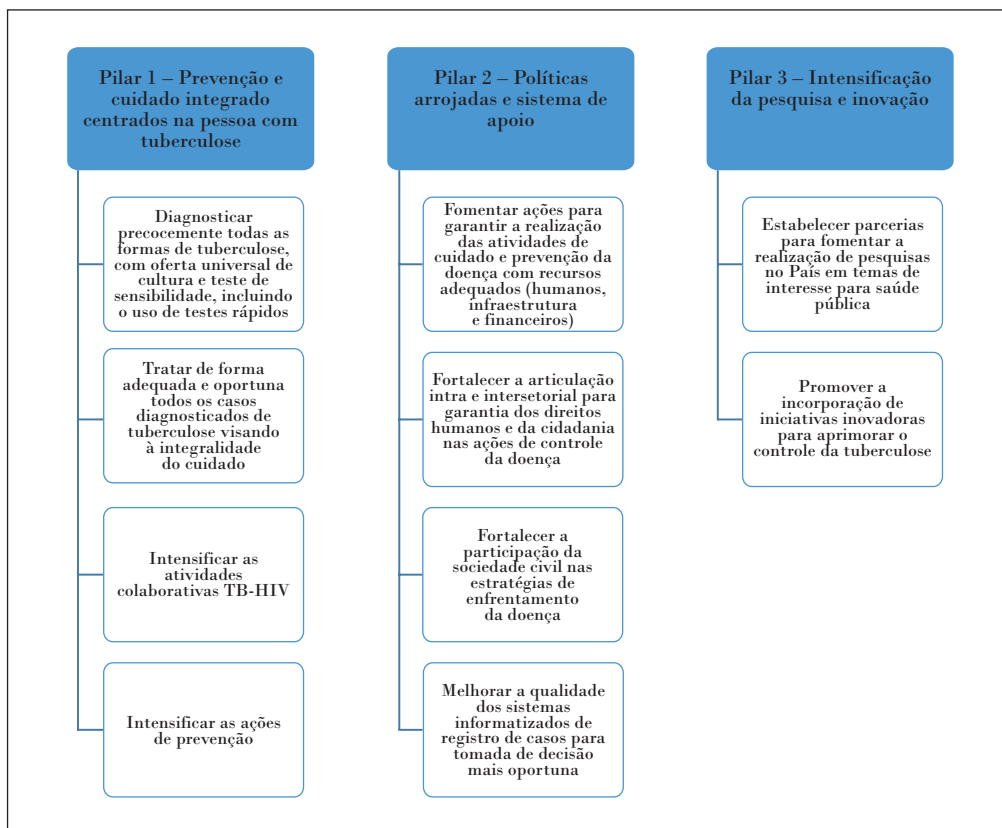 Pilar 1 – Prevenção e
cuidado integrado
centrados na pessoa com
tuberculose
Diagnosticar
precocemente todas as
formas de tuberculose,
com oferta universal de
cultura e teste de
sensibilidade, incluindo
o uso de testes rápidos
Tratar de forma
adequada e oportuna
todos os casos
diagnosticados de
tuberculose visando
à integralidade
do cuidado
Intensificar as
atividades
colaborativas TB-HIV
Intensificar as ações
de prevenção
Pilar 2 – Políticas
arrojadas e sistema de
apoio
Fomentar ações para
garantir a realização
das atividades de
cuidado e prevenção da
doença com recursos
adequados (humanos,
infraestrutura
e financeiros)
Fortalecer a articulação
intra e intersetorial para
garantia dos direitos
humanos e da cidadania
nas ações de controle
da doença
Fortalecer a
participação da
sociedade civil nas
estratégias de
enfrentamento
da doença
Melhorar a qualidade
dos sistemas
informatizados de
registro de casos para
tomada de decisão
mais oportuna
Pilar 3 – Intensificação
da pesquisa e inovação
Estabelecer parcerias
para fomentar a
realização de pesquisas
no País em temas de
interesse para saúde
pública
Promover a
incorporação de
iniciativas inovadoras
para aprimorar o
controle da tuberculose